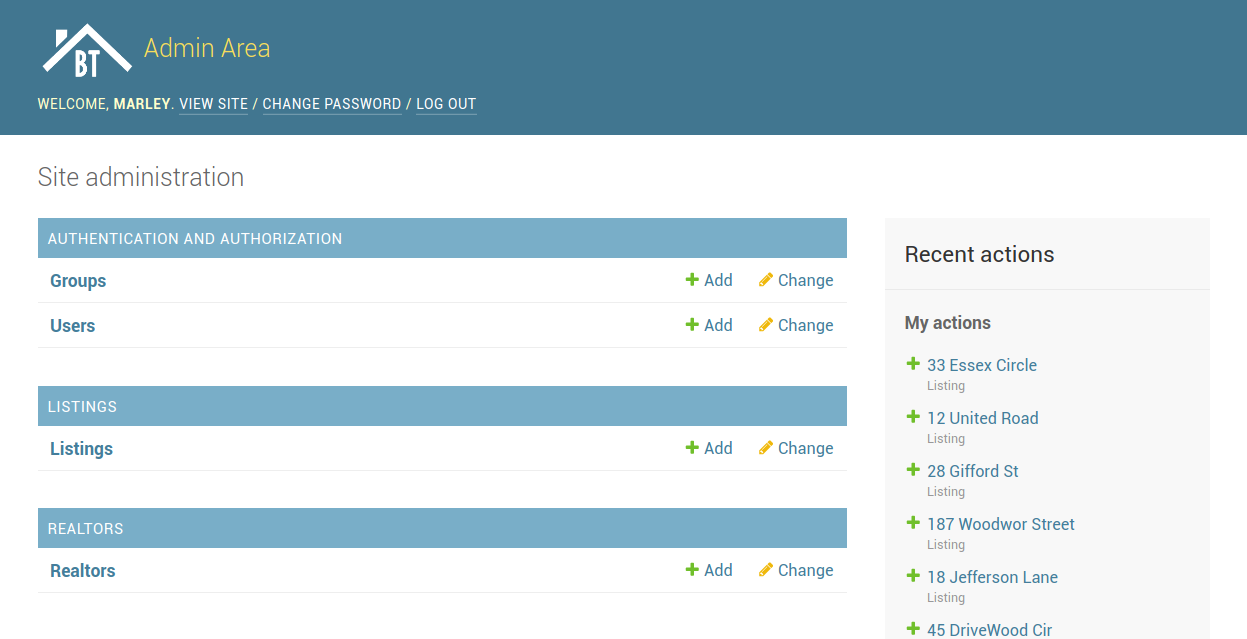 BT
Admin Area
WELCOME, MARLEY. VIEW SITE / CHANGE PASSWORD / LOG OUT
Site administration
AUTHENTICATION AND AUTHORIZATION
Groups Add Change
Users Add Change
LISTINGS
Listings Add Change
REALTORS
Realtors Add Change
Recent actions
My actions
33 Essex Circle
Listing
12 United Road
Listing
28 Gifford St
Listing
187 Woodwor Street
Listing
18 Jefferson Lane
Listing
45 DriveWood Cir